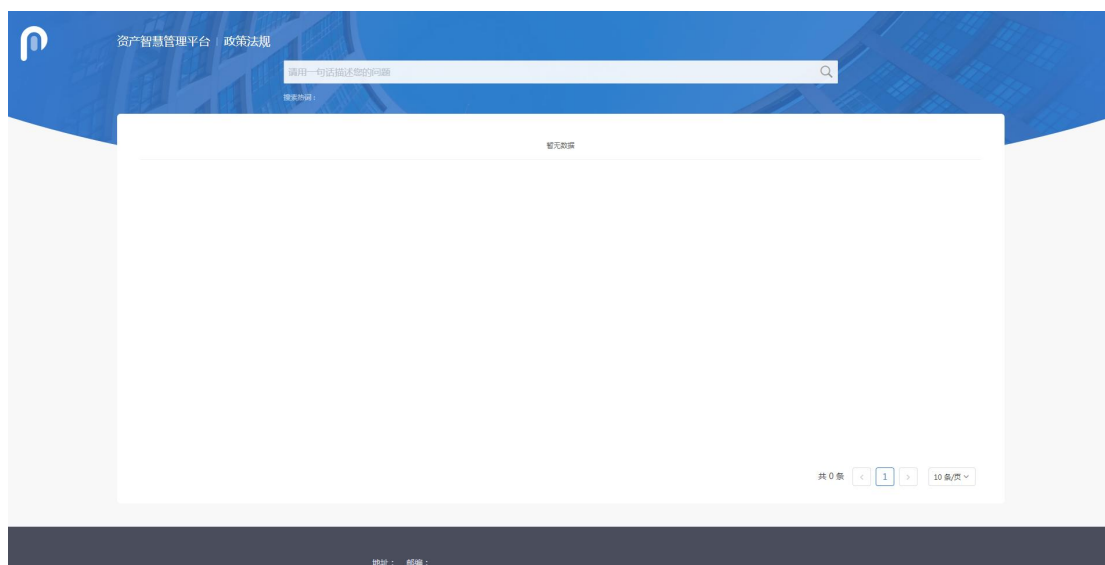 资产智慧管理平台 | 政策法规
请用一句话描述您的问题
搜索热词：
暂无数据
共 0 条 < 1 > 10 条/页
地址： 邮编：